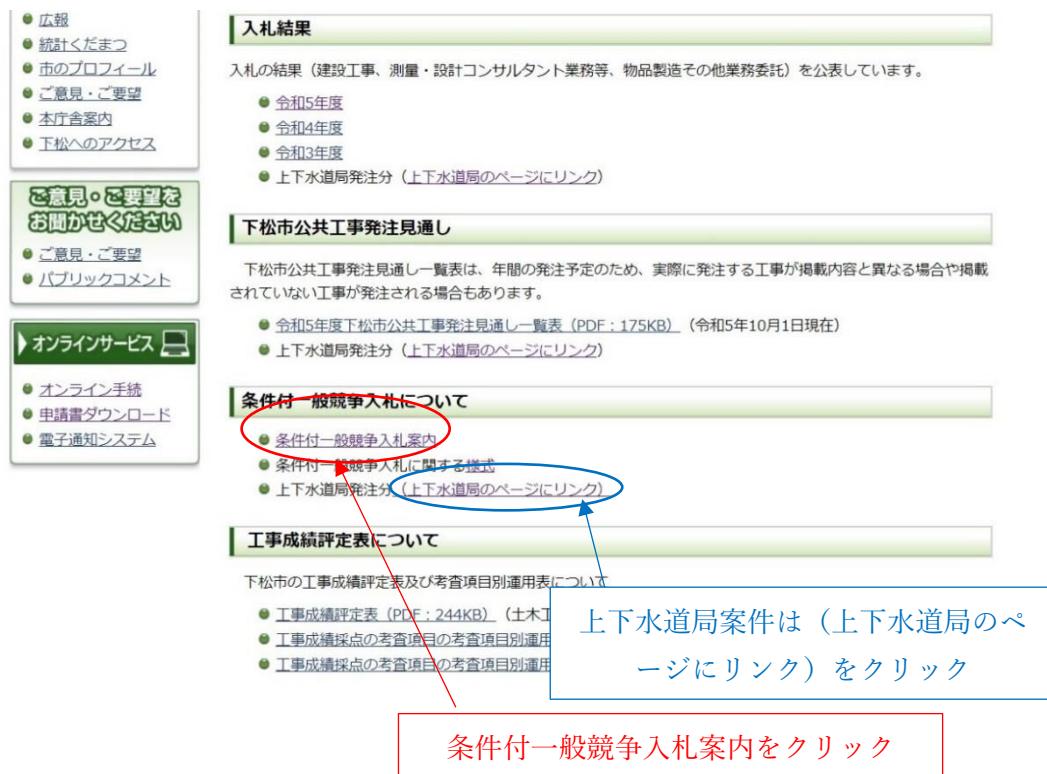 広報
統計くだまつ
市のプロフィール
ご意見・ご要望
本庁舎案内
下松へのアクセス
ご意見・ご要望を
お聞かせください
ご意見・ご要望
パブリックコメント
オンラインサービス
オンライン手続
申請書ダウンロード
電子通知システム
入札結果
入札の結果（建設工事、測量・設計コンサルタント業務等、物品製造その他業務委託）を公表しています。
令和5年度
令和4年度
令和3年度
上下水道局発注分（上下水道局のページにリンク）
下松市公共工事発注見通し
下松市公共工事発注見通し一覧表は、年間の発注予定のため、実際に発注する工事が掲載内容と異なる場合や掲載
されていない工事が発注される場合もあります。
令和5年度下松市公共工事発注見通し一覧表（PDF：175KB）（令和5年10月1日現在）
上下水道局発注分（上下水道局のページにリンク）
条件付一般競争入札について
条件付一般競争入札案内
条件付一般競争入札に関する様式
上下水道局発注分（上下水道局のページにリンク）
工事成績評定表について
下松市の工事成績評定表及び考査項目別運用表について
工事成績評定表（PDF：244KB）（土木工
工事成績採点の考査項目の考査項目別運用
工事成績採点の考査項目の考査項目別運用
上下水道局案件は（上下水道局のペ
ージにリンク）をクリック
条件付一般競争入札案内をクリック